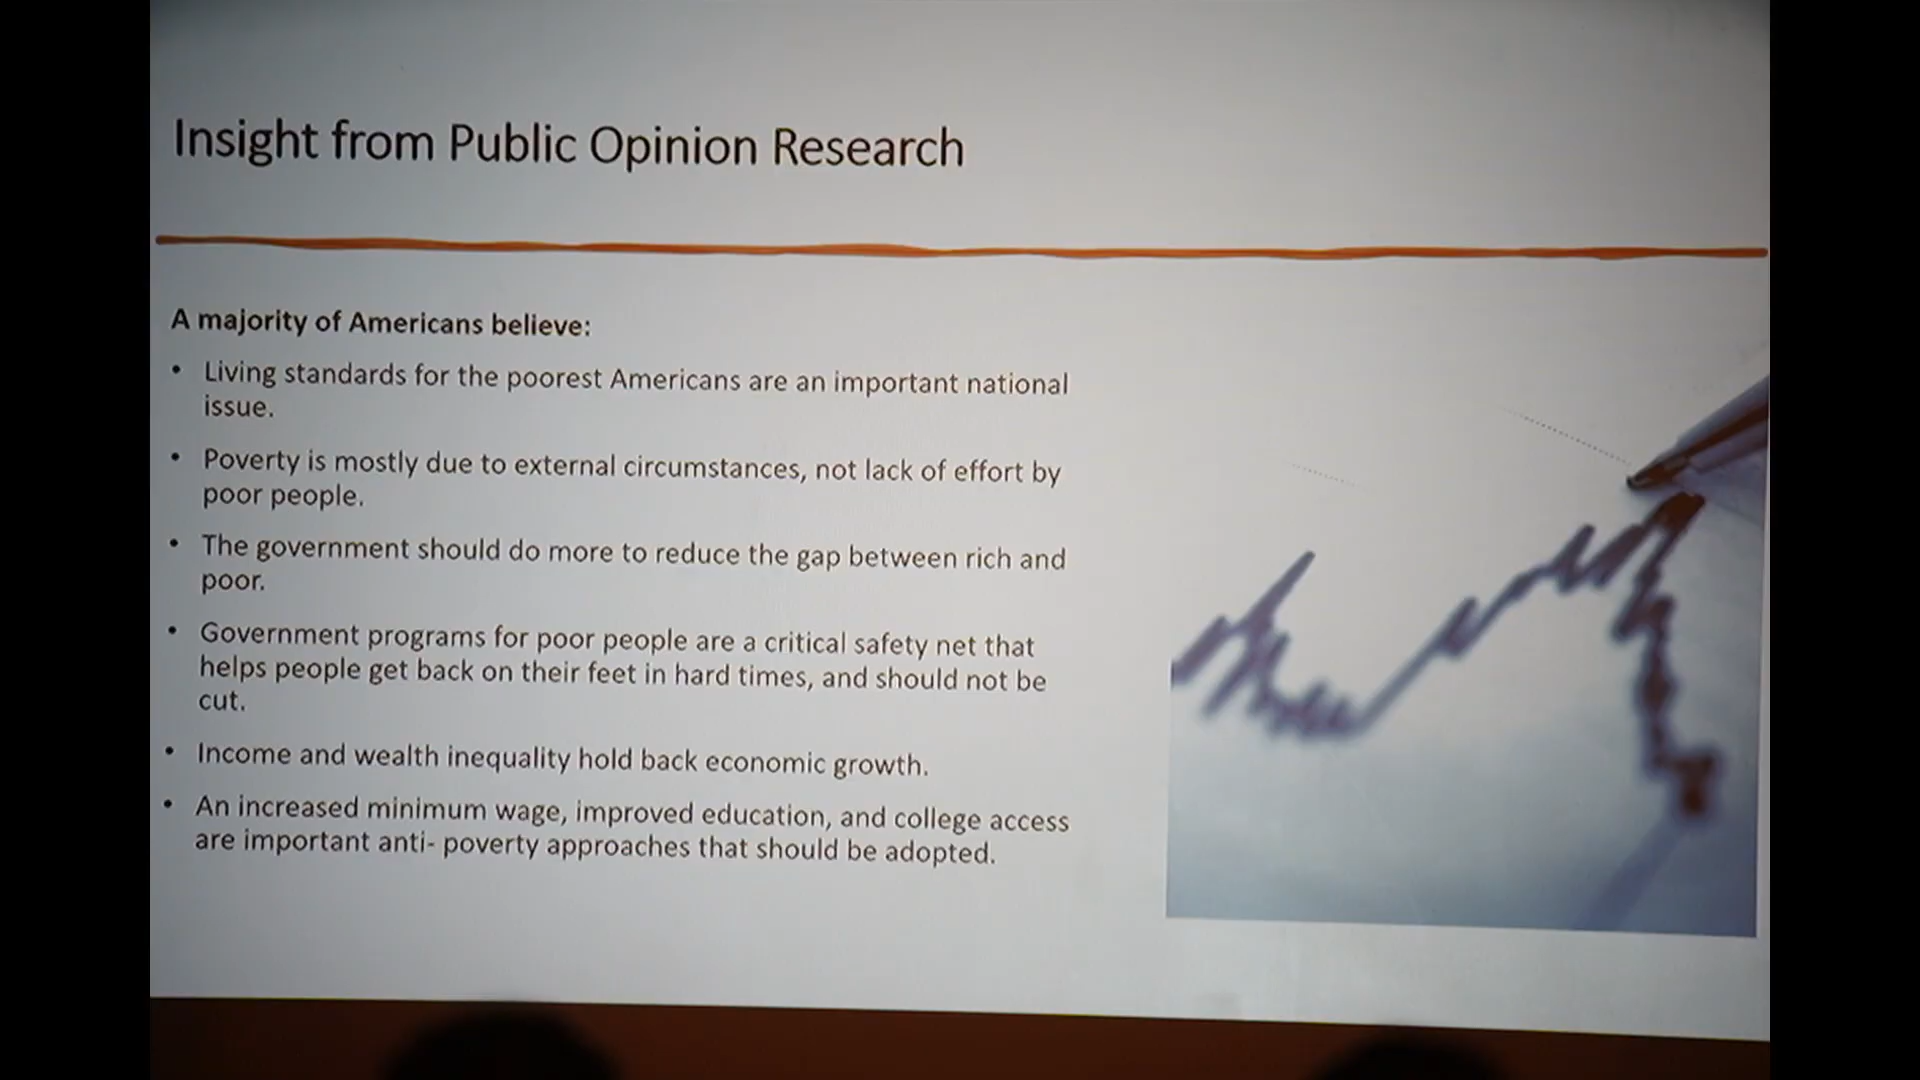 Insight from Public Opinion Research
A majority of Americans believe:
• Living standards for the poorest Americans are an important national
issue.
• Poverty is mostly due to external circumstances, not lack of effort by
poor people.
• The government should do more to reduce the gap between rich and
poor.
• Government programs for poor people are a critical safety net that
helps people get back on their feet in hard times, and should not be
cut.
• Income and wealth inequality hold back economic growth.
• An increased minimum wage, improved education, and college access
are important anti- poverty approaches that should be adopted.